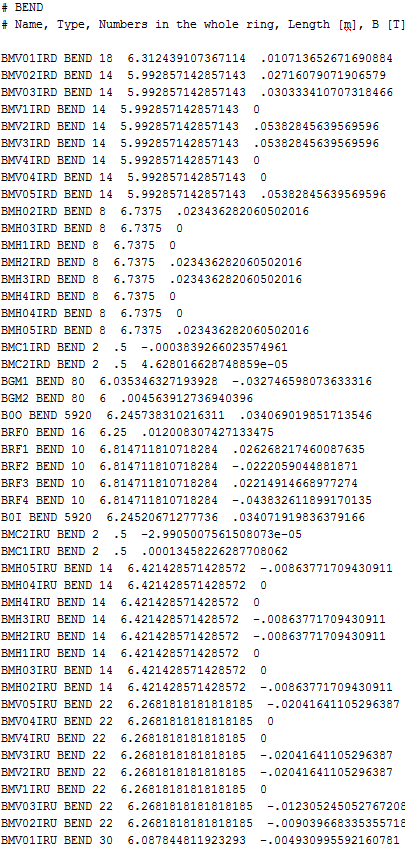 # BEND
# Name, Type, Numbers in the whole ring, Length [m], B [T]
BMV01IRD BEND 18  6.312439107367114  .010713652671690884
BMV02IRD BEND 14  5.992857142857143  .02716079071906579
BMV03IRD BEND 14  5.992857142857143  .030333410707318466
BMV1IRD BEND 14  5.992857142857143  0
BMV2IRD BEND 14  5.992857142857143  .05382845639569596
BMV3IRD BEND 14  5.992857142857143  .05382845639569596
BMV4IRD BEND 14  5.992857142857143  0
BMV04IRD BEND 14  5.992857142857143  0
BMV05IRD BEND 14  5.992857142857143  .05382845639569596
BMH02IRD BEND 8  6.7375  .023436282060502016
BMH03IRD BEND 8  6.7375  0
BMH1IRD BEND 8  6.7375  0
BMH2IRD BEND 8  6.7375  .023436282060502016
BMH3IRD BEND 8  6.7375  .023436282060502016
BMH4IRD BEND 8  6.7375  0
BMH04IRD BEND 8  6.7375  0
BMH05IRD BEND 8  6.7375  .023436282060502016
BMC1IRD BEND 2  .5  -.0003839266023574961
BMC2IRD BEND 2  .5  4.628016628748859e-05
BGM1 BEND 80  6.035346327193928  -.032746598073633316
BGM2 BEND 80  6  .004563912736940396
B0O BEND 5920  6.245738310216311  .034069019851713546
BRF0 BEND 16  6.25  .012008307427133475
BRF1 BEND 10  6.814711810718284  .026268217460087635
BRF2 BEND 10  6.814711810718284  -.0222059044881871
BRF3 BEND 10  6.814711810718284  .02214914668977274
BRF4 BEND 10  6.814711810718284  -.043832611899170135
B0I BEND 5920  6.24520671277736  .034071919836379166
BMC2IRU BEND 2  .5  -2.9905007561508073e-05
BMC1IRU BEND 2  .5  .00013458226287708062
BMH05IRU BEND 14  6.421428571428572  -.00863771709430911
BMH04IRU BEND 14  6.421428571428572  0
BMH4IRU BEND 14  6.421428571428572  0
BMH3IRU BEND 14  6.421428571428572  -.00863771709430911
BMH2IRU BEND 14  6.421428571428572  -.00863771709430911
BMH1IRU BEND 14  6.421428571428572  0
BMH03IRU BEND 14  6.421428571428572  0
BMH02IRU BEND 14  6.421428571428572  -.00863771709430911
BMV05IRU BEND 22  6.2681818181818185  -.02041641105296387
BMV04IRU BEND 22  6.2681818181818185  0
BMV4IRU BEND 22  6.2681818181818185  0
BMV3IRU BEND 22  6.2681818181818185  -.02041641105296387
BMV2IRU BEND 22  6.2681818181818185  -.02041641105296387
BMV1IRU BEND 22  6.2681818181818185  0
BMV03IRU BEND 22  6.2681818181818185  -.012305245052767208
BMV02IRU BEND 22  6.2681818181818185  -.009039668335355718
BMV01IRU BEND 30  6.087844811923293  -.004930995592160781